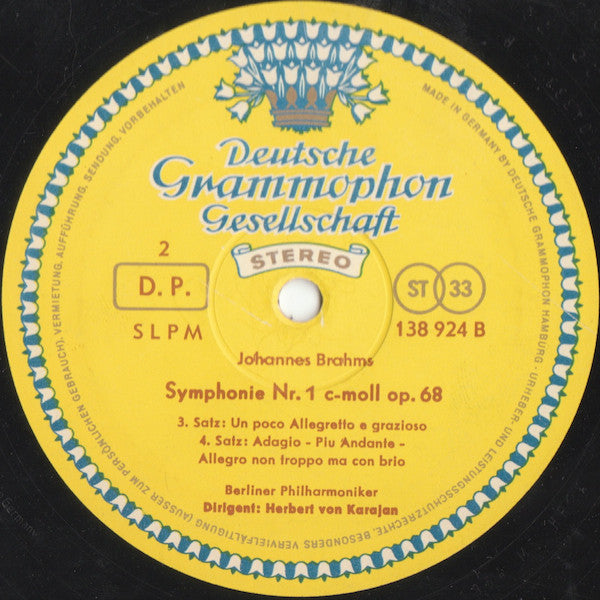 Deutsche
Grammophon
Gesellschaft
STEREO
2
D. P.
SLPM
ST 33
138 924 B
Johannes Brahms
Symphonie Nr. 1 c-moll op. 68
3. Satz: Un poco Allegretto e grazioso
4. Satz: Adagio - Piu Andante -
Allegro non troppo ma con brio
Berliner Philharmoniker
Dirigent: Herbert von Karajan
MADE IN GERMANY BY DEUTSCHE GRAMMOPHON HAMBURG · URHEBER- UND LEISTUNGSSCHUTZRECHTE, BESONDERS VERVIELFÄLTIGUNG (AUSSER ZUM PERSÖNLICHEN GEBRAUCH), VERMIETUNG, AUFFÜHRUNG, SENDUNG, VORBEHALTEN